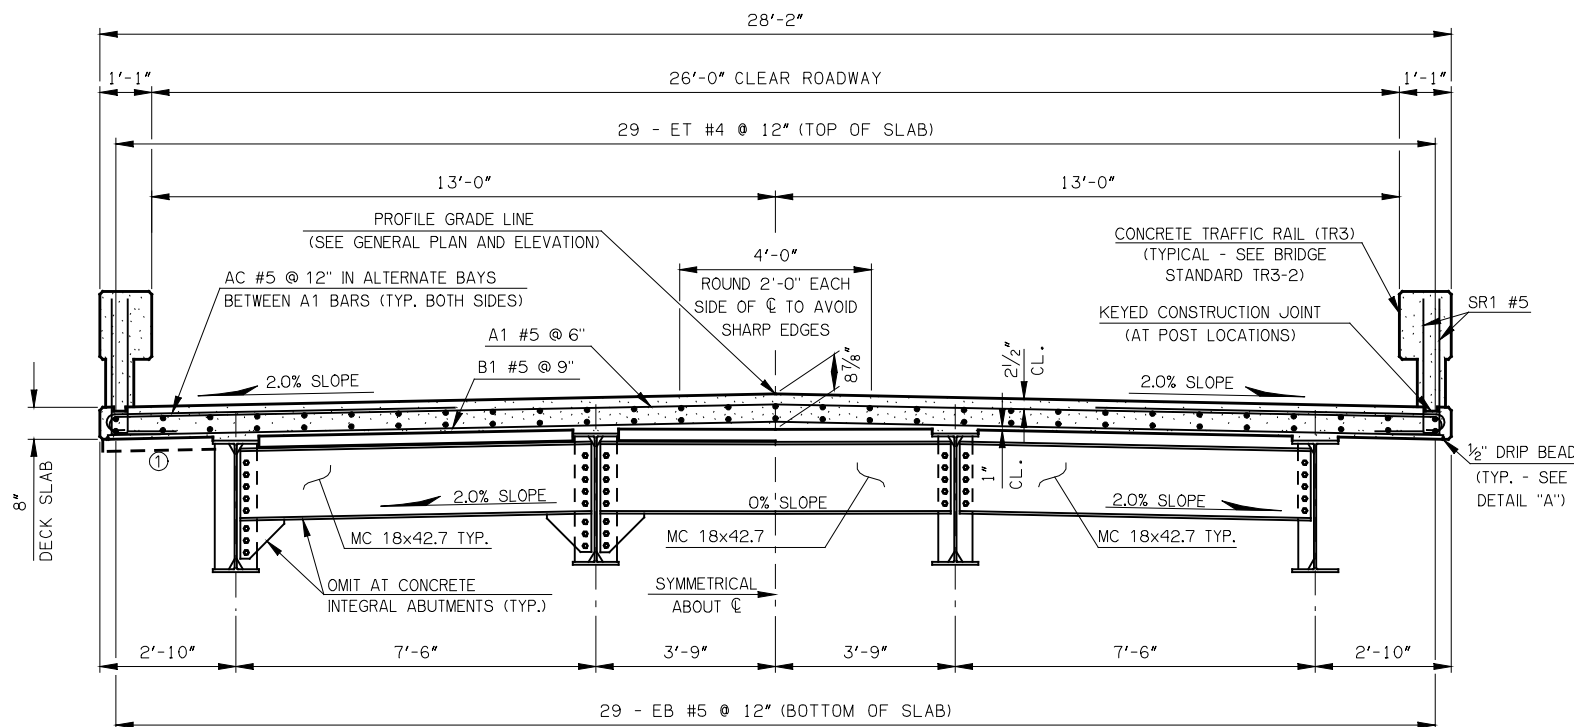 28'-2"
1'-1"
26'-0" CLEAR ROADWAY
1'-1"
29 - ET #4 @ 12" (TOP OF SLAB)
13'-0"
13'-0"
PROFILE GRADE LINE
(SEE GENERAL PLAN AND ELEVATION)
4'-0"
ROUND 2'-0" EACH
SIDE OF ℄ TO AVOID
SHARP EDGES
CONCRETE TRAFFIC RAIL (TR3)
(TYPICAL - SEE BRIDGE
STANDARD TR3-2)
AC #5 @ 12" IN ALTERNATE BAYS
BETWEEN A1 BARS (TYP. BOTH SIDES)
SR1 #5
KEYED CONSTRUCTION JOINT
(AT POST LOCATIONS)
A1 #5 @ 6"
B1 #5 @ 9"
8⅞"
2½"
CL.
2.0% SLOPE
2.0% SLOPE
8"
DECK SLAB
①
1"
CL.
½" DRIP BEAD
(TYP. - SEE
DETAIL "A")
2.0% SLOPE
0% SLOPE
2.0% SLOPE
MC 18x42.7 TYP.
MC 18x42.7
MC 18x42.7 TYP.
OMIT AT CONCRETE
INTEGRAL ABUTMENTS (TYP.)
SYMMETRICAL
ABOUT ℄
2'-10"
7'-6"
3'-9"
3'-9"
7'-6"
2'-10"
29 - EB #5 @ 12" (BOTTOM OF SLAB)